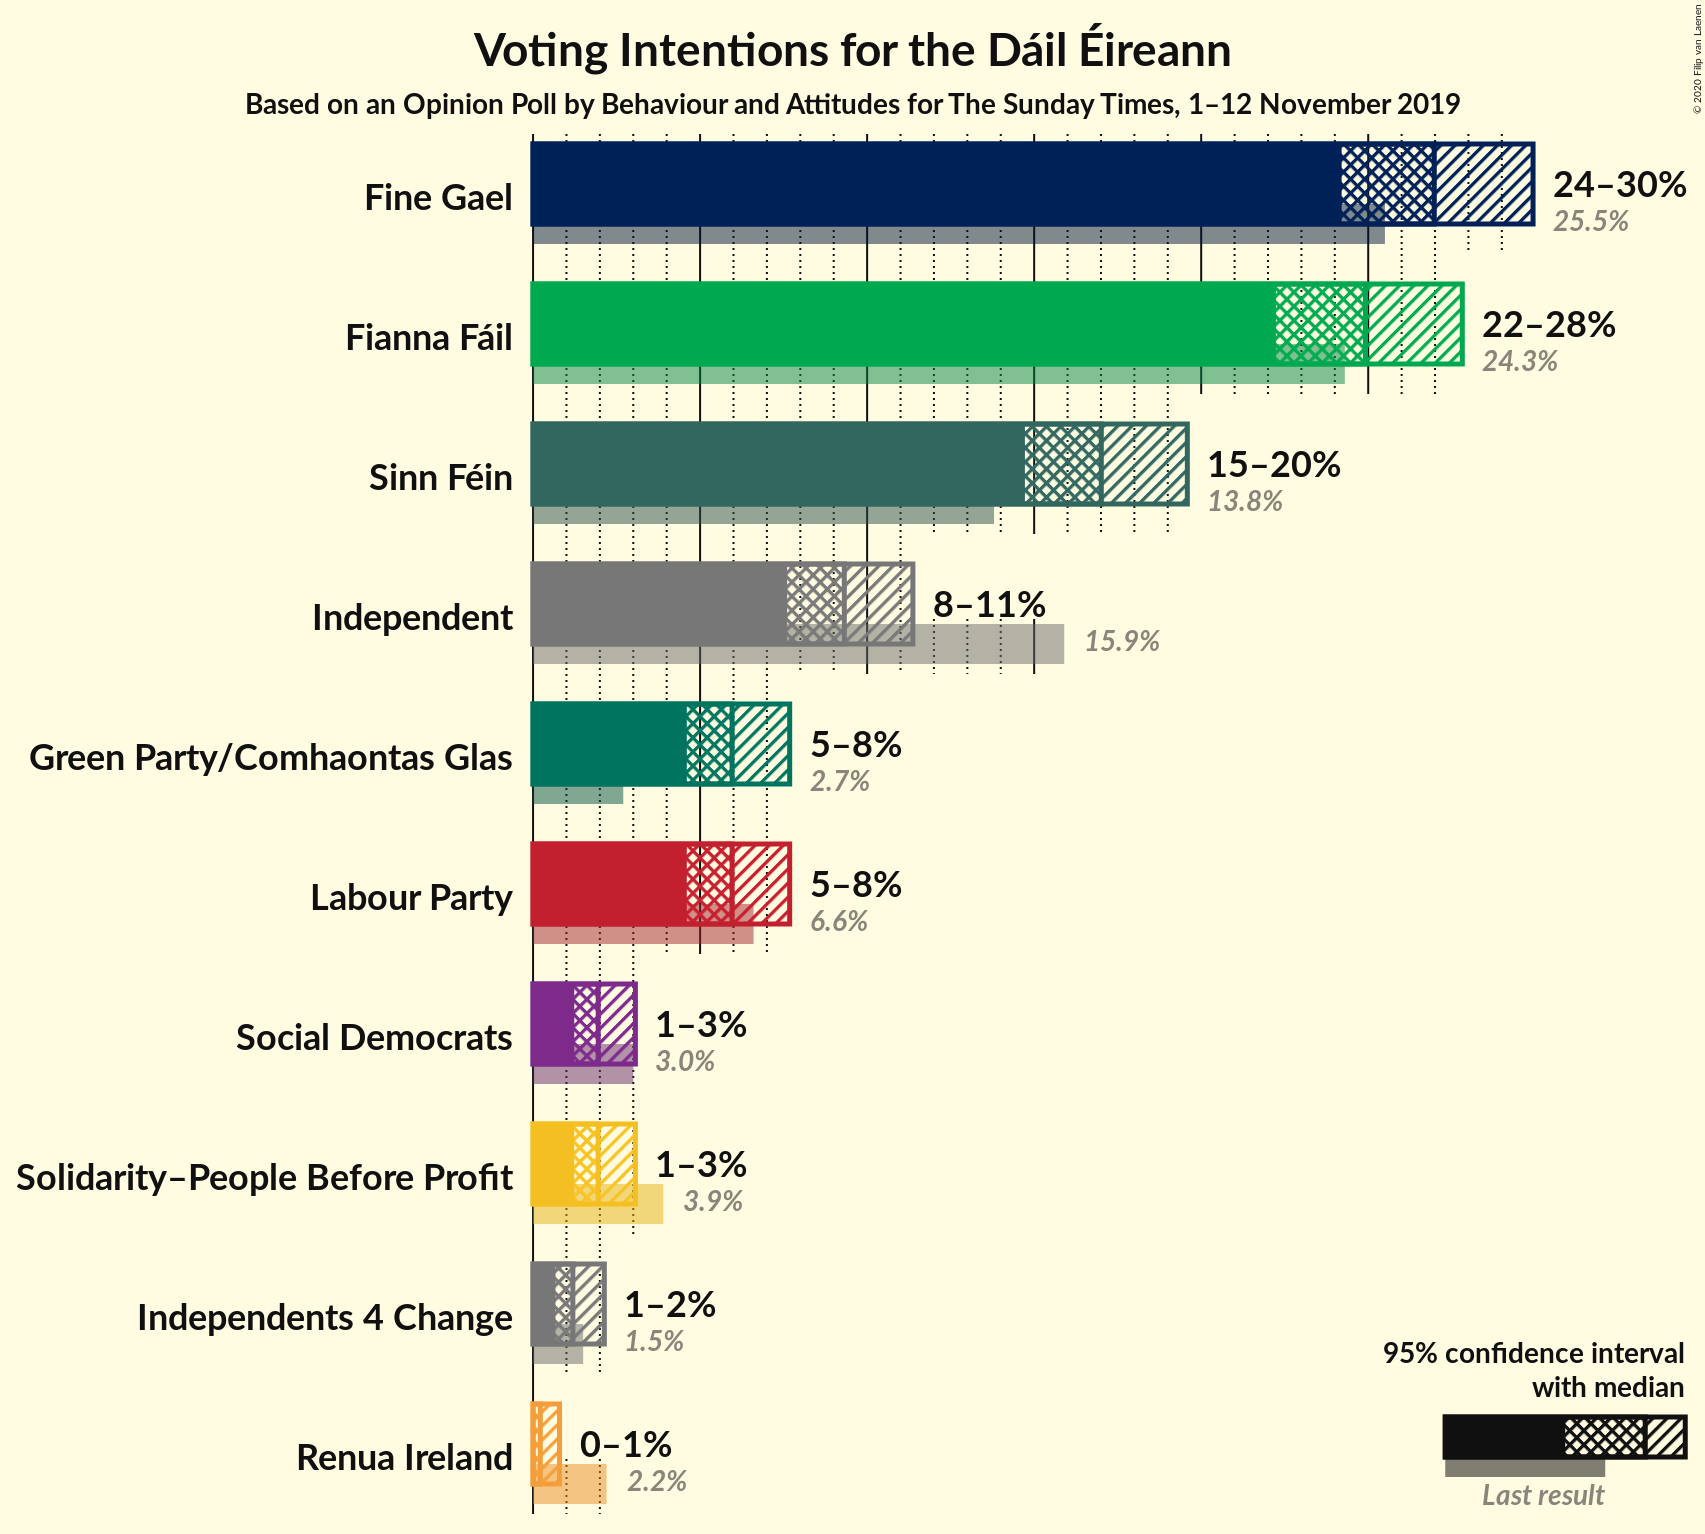 Voting Intentions for the Dáil Éireann
Based on an Opinion Poll by Behaviour and Attitudes for The Sunday Times, 1–12 November 2019
© 2020 Filip van Laenen
Fine Gael
24–30%
25.5%
Fianna Fáil
22–28%
24.3%
Sinn Féin
15–20%
13.8%
Independent
8–11%
15.9%
Green Party/Comhaontas Glas
5–8%
2.7%
Labour Party
5–8%
6.6%
Social Democrats
1–3%
3.0%
Solidarity–People Before Profit
1–3%
3.9%
Independents 4 Change
1–2%
1.5%
Renua Ireland
0–1%
2.2%
95% confidence interval
with median
Last result